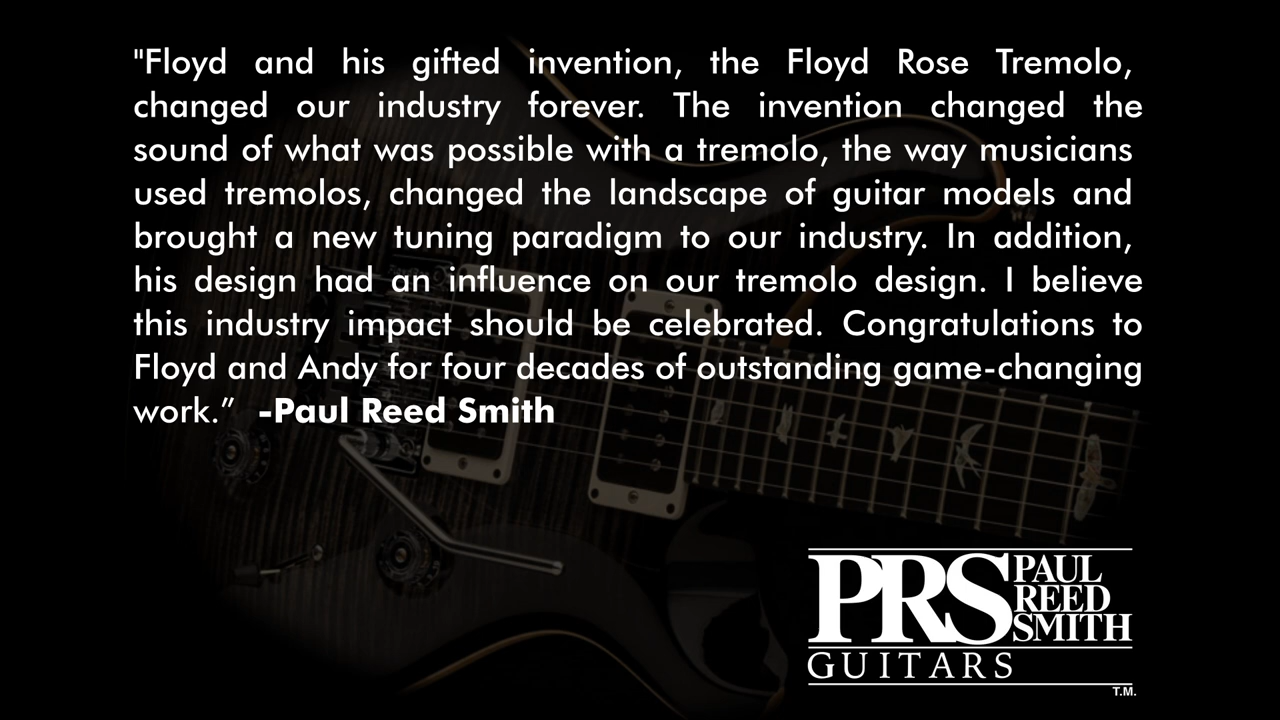 "Floyd and his gifted invention, the Floyd Rose Tremolo,
changed our industry forever. The invention changed the
sound of what was possible with a tremolo, the way musicians
used tremolos, changed the landscape of guitar models and
brought a new tuning paradigm to our industry. In addition,
his design had an influence on our tremolo design. I believe
this industry impact should be celebrated. Congratulations to
Floyd and Andy for four decades of outstanding game-changing
work.” -Paul Reed Smith
PRS PAUL
REED
SMITH
GUITARS
T.M.